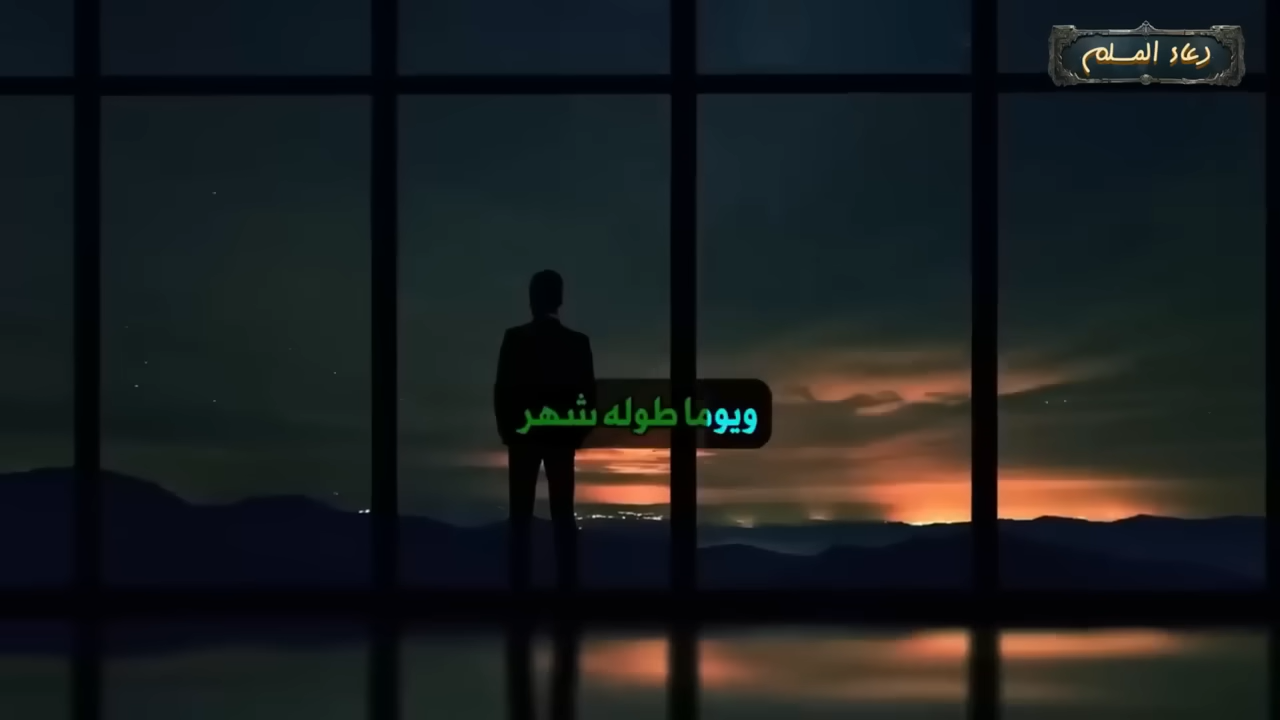 دعاء المسلم
ويوما طوله شهر